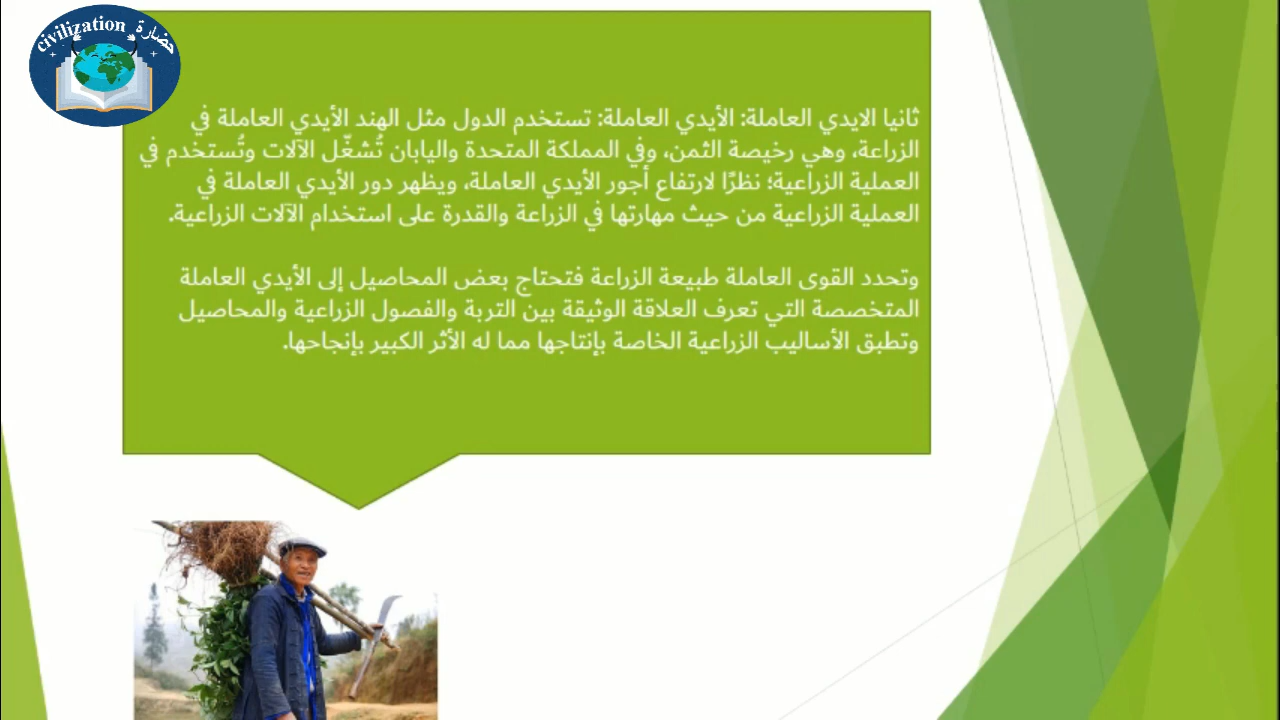 civilization حضارة
ثانيا الايدي العاملة: الأيدي العاملة: تستخدم الدول مثل الهند الأيدي العاملة في
الزراعة، وهي رخيصة الثمن، وفي المملكة المتحدة واليابان تُشغّل الآلات وتُستخدم في
العملية الزراعية؛ نظرًا لارتفاع أجور الأيدي العاملة، ويظهر دور الأيدي العاملة في
العملية الزراعية من حيث مهارتها في الزراعة والقدرة على استخدام الآلات الزراعية.
وتحدد القوى العاملة طبيعة الزراعة فتحتاج بعض المحاصيل إلى الأيدي العاملة
المتخصصة التي تعرف العلاقة الوثيقة بين التربة والفصول الزراعية والمحاصيل
وتطبق الأساليب الزراعية الخاصة بإنتاجها مما له الأثر الكبير بإنجاحها.